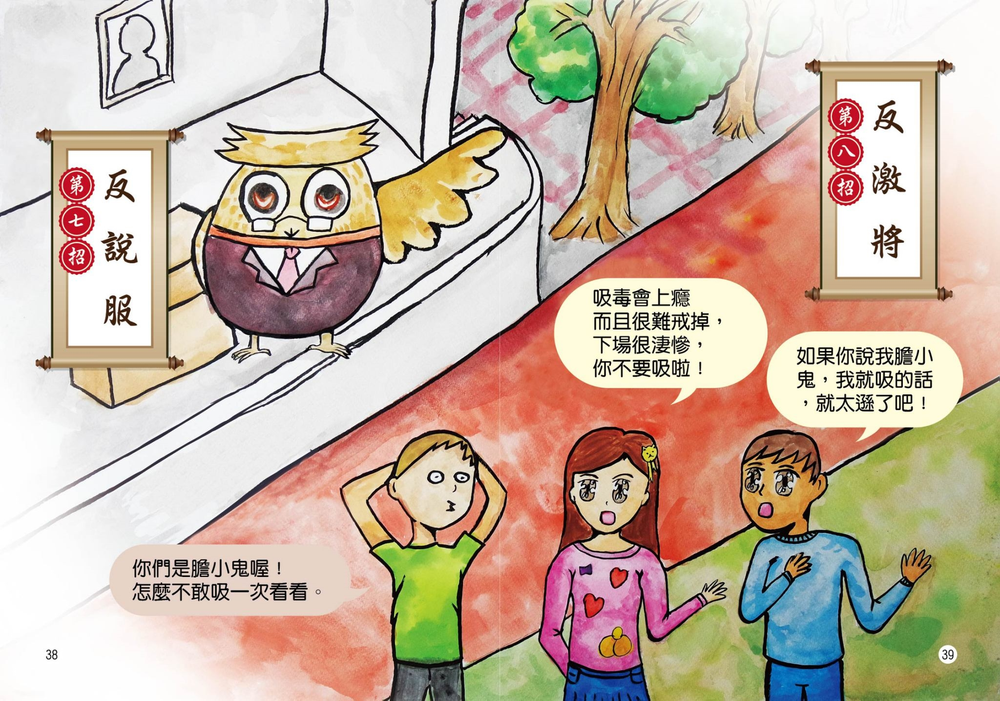 第七招
反說服
第八招
反激將
吸毒會上癮
而且很難戒掉，
下場很淒慘，
你不要吸啦！
如果你說我膽小
鬼，我就吸的話
，就太遜了吧！
你們是膽小鬼喔！
怎麼不敢吸一次看看。
38
39